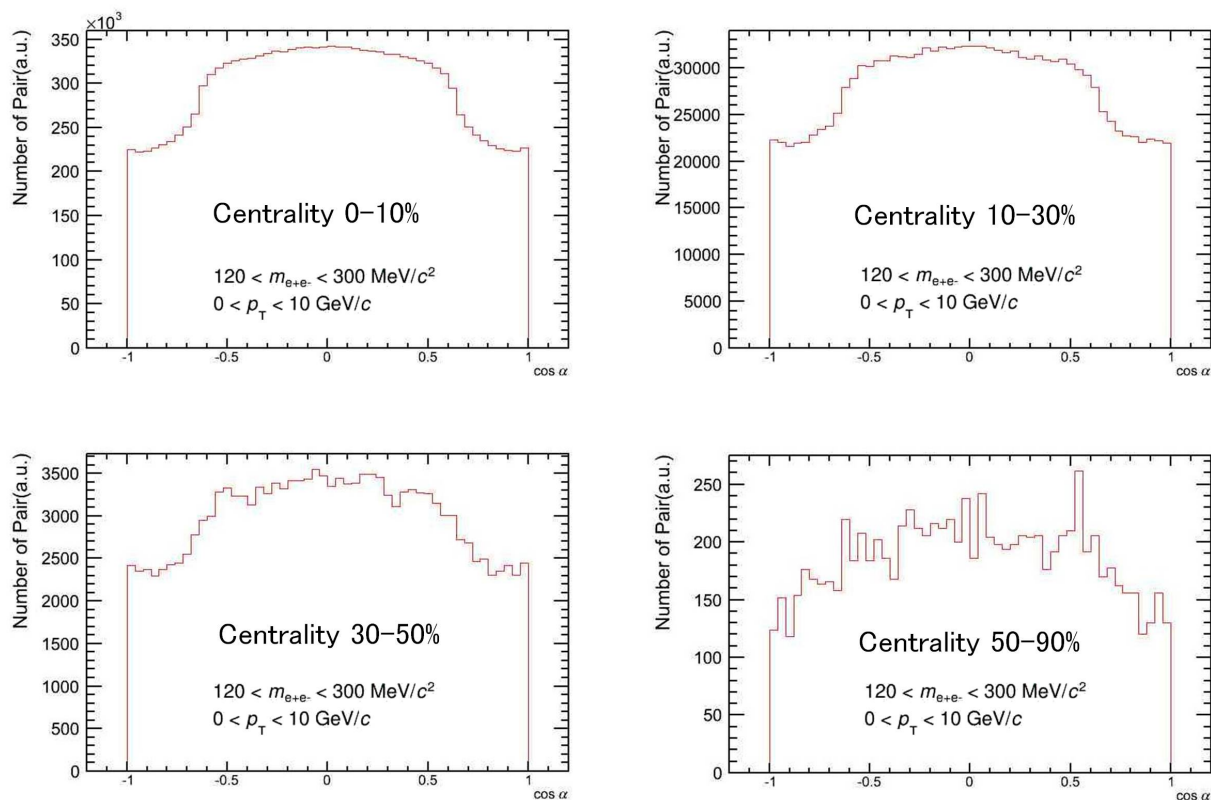 ×10³
Number of Pair(a.u.)
350
300
250
200
150
100
50
0
Centrality 0-10%
120 < m_e+e- < 300 MeV/c²
0 < p_T < 10 GeV/c
-1 -0.5 0 0.5 1
cos α
Number of Pair(a.u.)
30000
25000
20000
15000
10000
5000
0
Centrality 10-30%
120 < m_e+e- < 300 MeV/c²
0 < p_T < 10 GeV/c
-1 -0.5 0 0.5 1
cos α
Number of Pair(a.u.)
3500
3000
2500
2000
1500
1000
500
0
Centrality 30-50%
120 < m_e+e- < 300 MeV/c²
0 < p_T < 10 GeV/c
-1 -0.5 0 0.5 1
cos α
Number of Pair(a.u.)
250
200
150
100
50
0
Centrality 50-90%
120 < m_e+e- < 300 MeV/c²
0 < p_T < 10 GeV/c
-1 -0.5 0 0.5 1
cos α